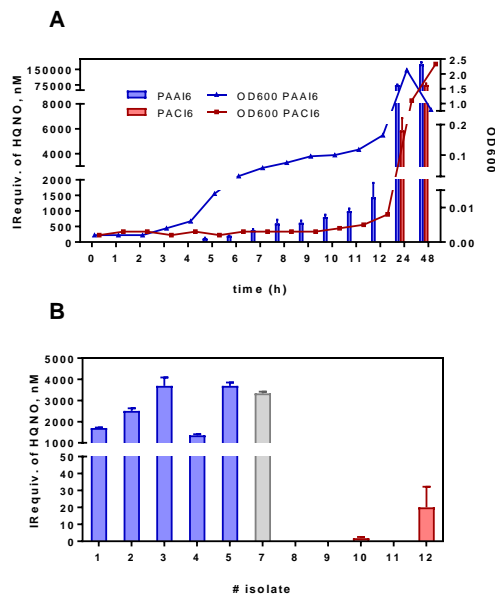 A
IRequiv. of HQNO, nM
150000
75000
8000
6000
4000
2000
1500
1000
500
0
PAAI6
PACI6
OD600 PAAI6
OD600 PACI6
2.5
2.0
1.5
1.0
0.2
0.1
0.01
0.00
OD600
0 1 2 3 4 5 6 7 8 9 10 11 12 24 48
time (h)
B
IRequiv. of HQNO, nM
5000
4000
3000
2000
1000
50
40
30
20
10
0
1 2 3 4 5 7 8 9 10 11 12
# isolate